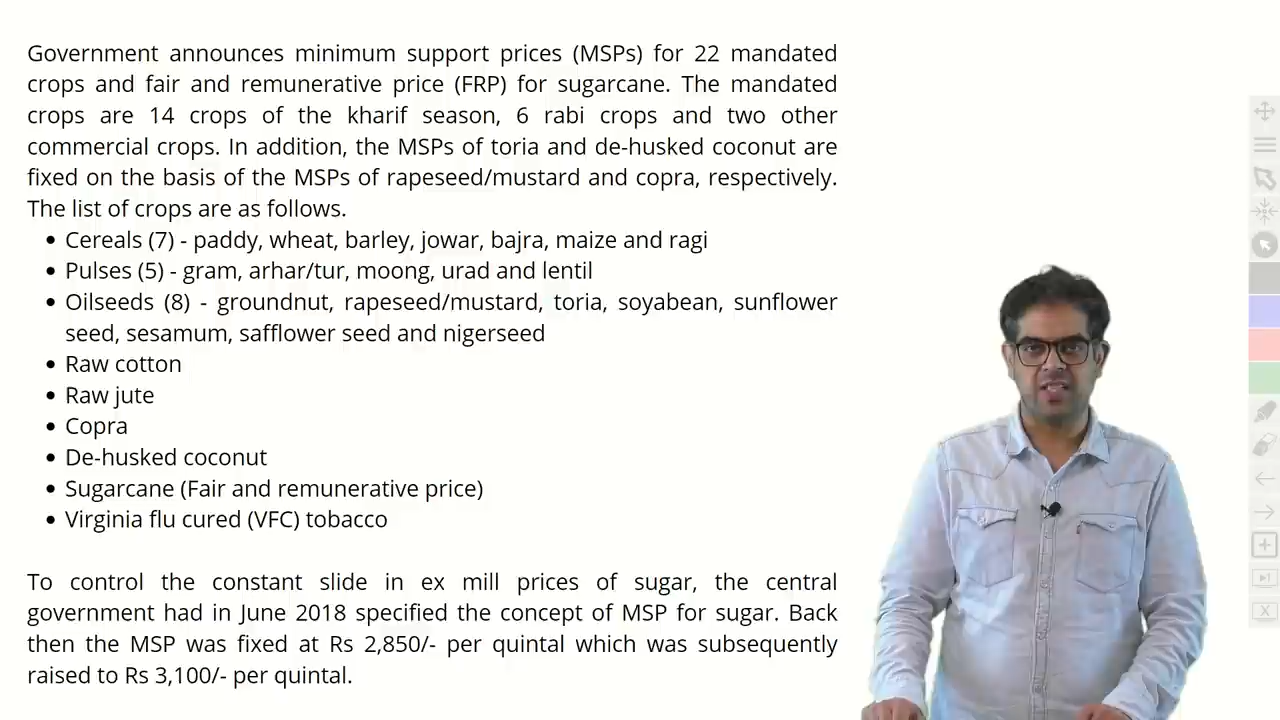 Government announces minimum support prices (MSPs) for 22 mandated
crops and fair and remunerative price (FRP) for sugarcane. The mandated
crops are 14 crops of the kharif season, 6 rabi crops and two other
commercial crops. In addition, the MSPs of toria and de-husked coconut are
fixed on the basis of the MSPs of rapeseed/mustard and copra, respectively.
The list of crops are as follows.
• Cereals (7) - paddy, wheat, barley, jowar, bajra, maize and ragi
• Pulses (5) - gram, arhar/tur, moong, urad and lentil
• Oilseeds (8) - groundnut, rapeseed/mustard, toria, soyabean, sunflower
seed, sesamum, safflower seed and nigerseed
• Raw cotton
• Raw jute
• Copra
• De-husked coconut
• Sugarcane (Fair and remunerative price)
• Virginia flu cured (VFC) tobacco
To control the constant slide in ex mill prices of sugar, the central
government had in June 2018 specified the concept of MSP for sugar. Back
then the MSP was fixed at Rs 2,850/- per quintal which was subsequently
raised to Rs 3,100/- per quintal.